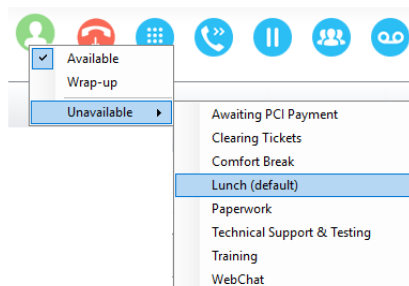 Available
Wrap-up
Unavailable
Awaiting PCI Payment
Clearing Tickets
Comfort Break
Lunch (default)
Paperwork
Technical Support & Testing
Training
WebChat